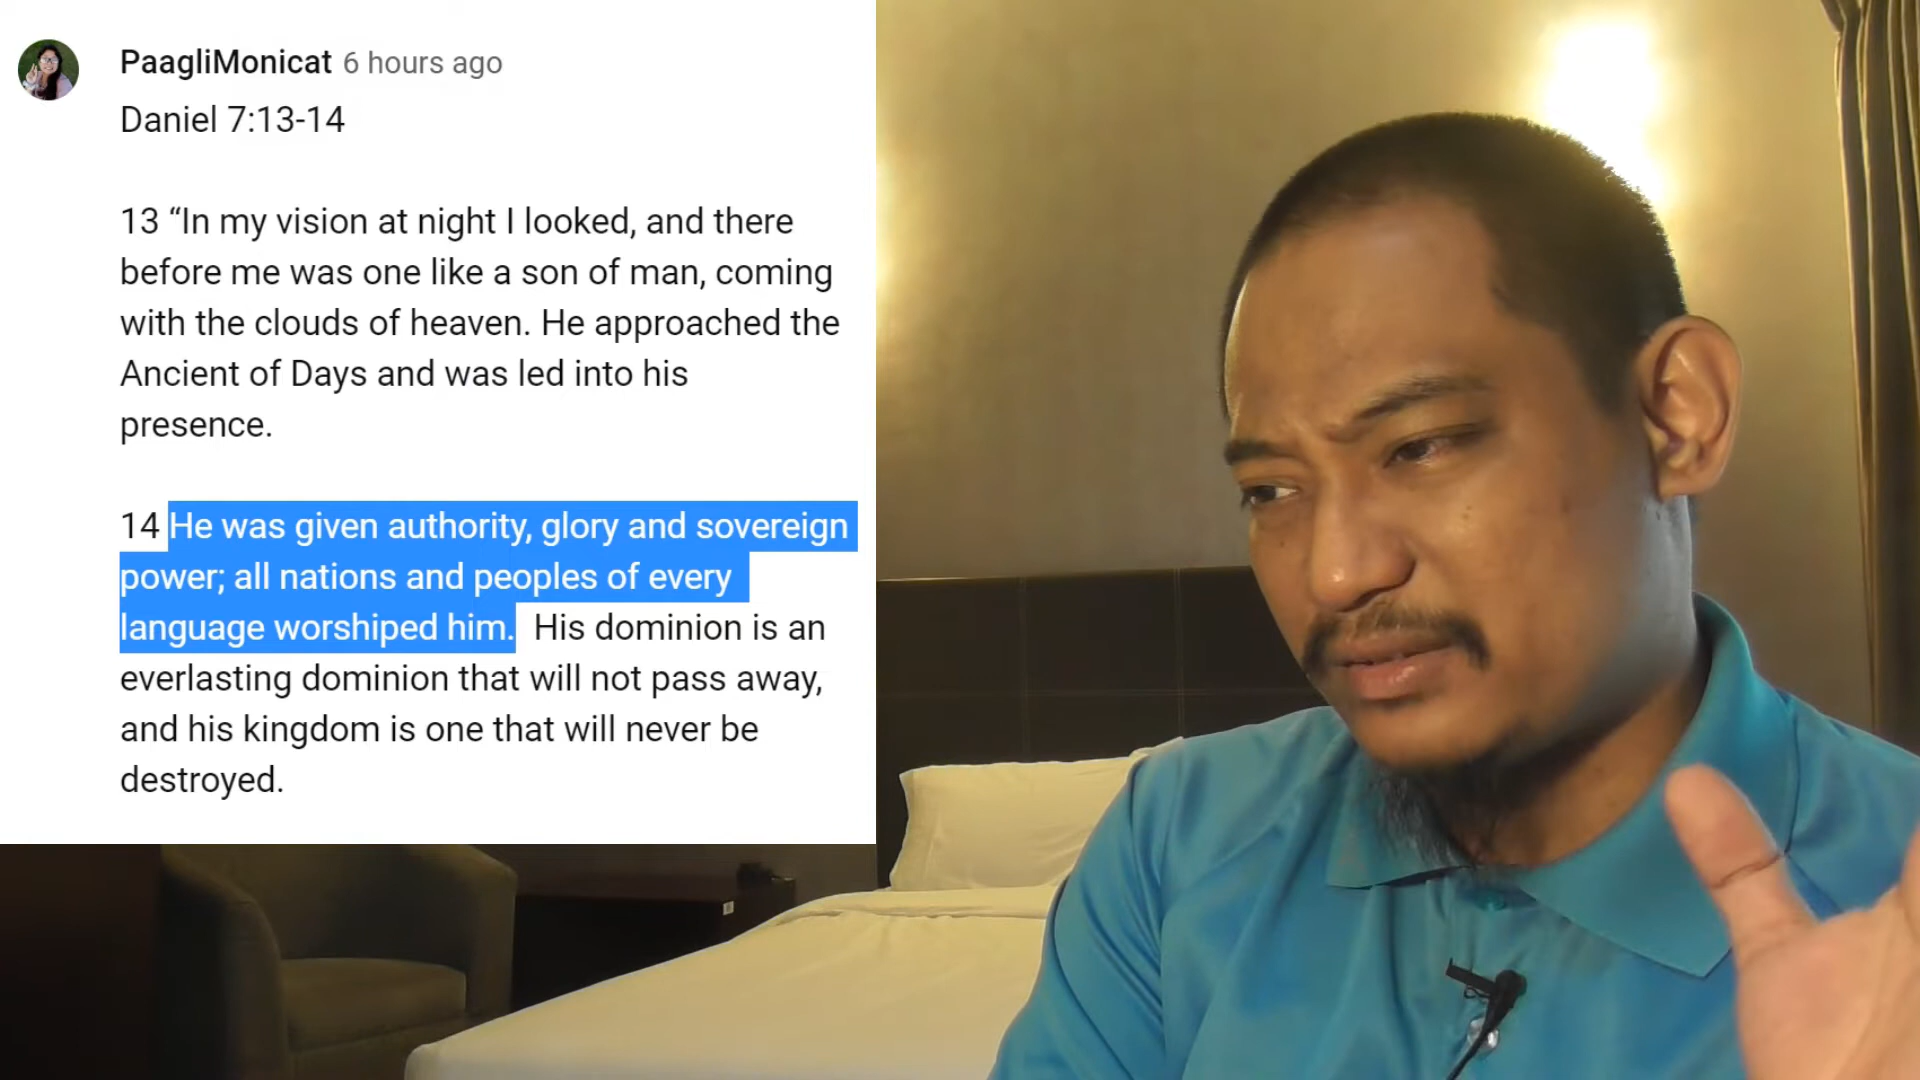 PaagliMonicat 6 hours ago
Daniel 7:13-14
13 “In my vision at night I looked, and there
before me was one like a son of man, coming
with the clouds of heaven. He approached the
Ancient of Days and was led into his
presence.
14 He was given authority, glory and sovereign
power; all nations and peoples of every
language worshiped him. His dominion is an
everlasting dominion that will not pass away,
and his kingdom is one that will never be
destroyed.